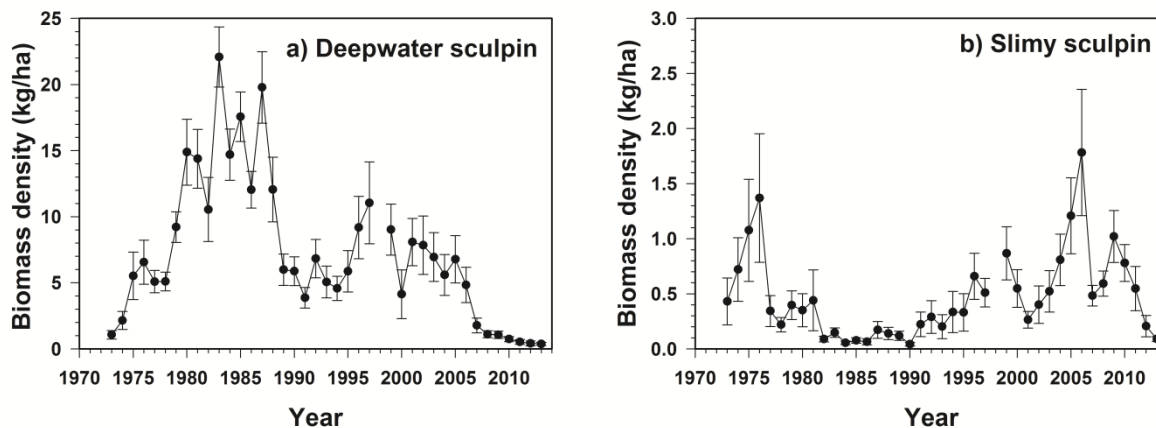 a) Deepwater sculpin
Biomass density (kg/ha)
25
20
15
10
5
0
1970 1975 1980 1985 1990 1995 2000 2005 2010
Year
b) Slimy sculpin
Biomass density (kg/ha)
3.0
2.5
2.0
1.5
1.0
0.5
0.0
1970 1975 1980 1985 1990 1995 2000 2005 2010
Year